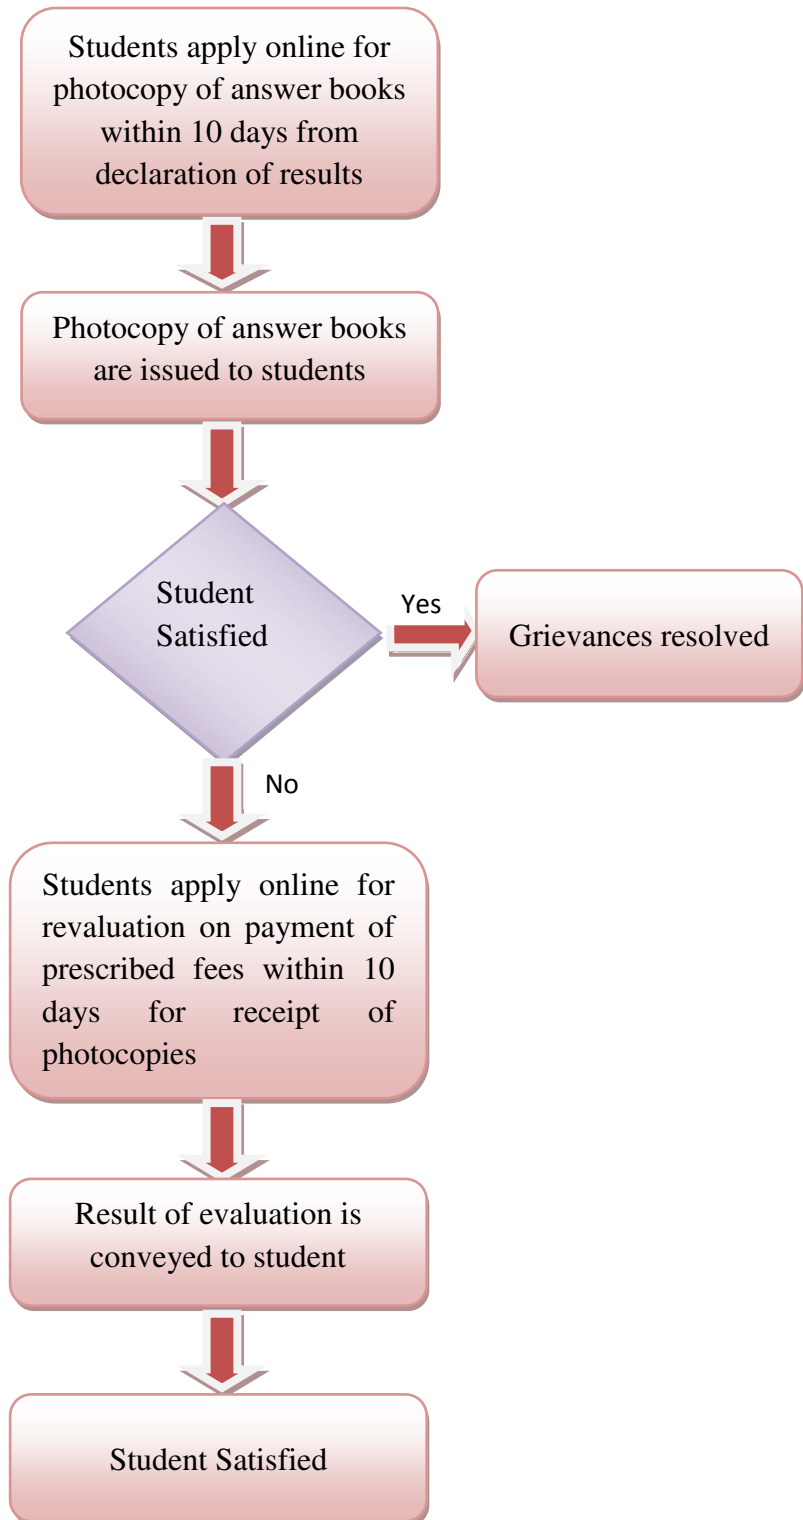 Students apply online for
photocopy of answer books
within 10 days from
declaration of results
Photocopy of answer books
are issued to students
Student
Satisfied
Yes
Grievances resolved
No
Students apply online for
revaluation on payment of
prescribed fees within 10
days for receipt of
photocopies
Result of evaluation is
conveyed to student
Student Satisfied